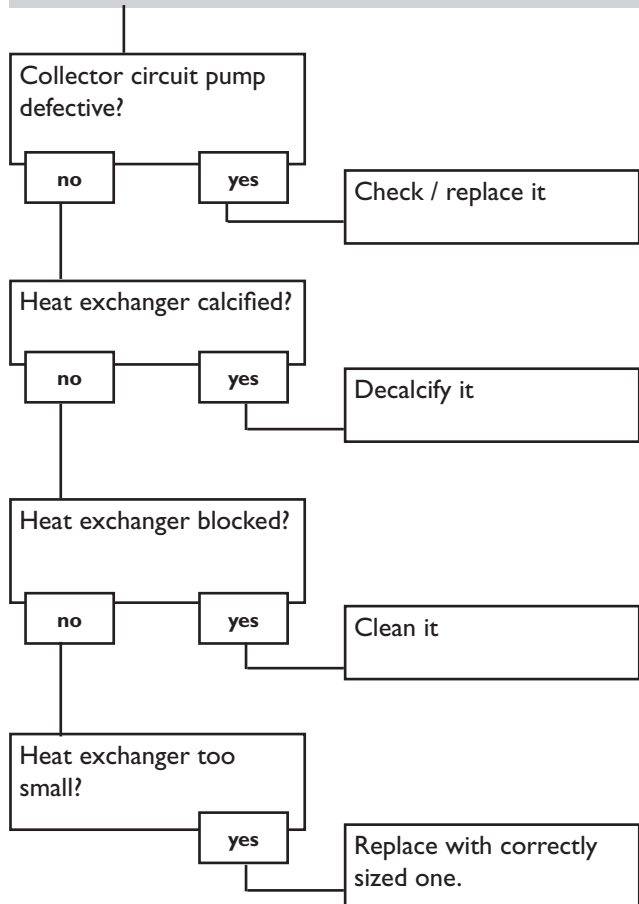 Collector circuit pump
defective?
no
yes
Check / replace it
Heat exchanger calcified?
no
yes
Decalcify it
Heat exchanger blocked?
no
yes
Clean it
Heat exchanger too
small?
yes
Replace with correctly
sized one.